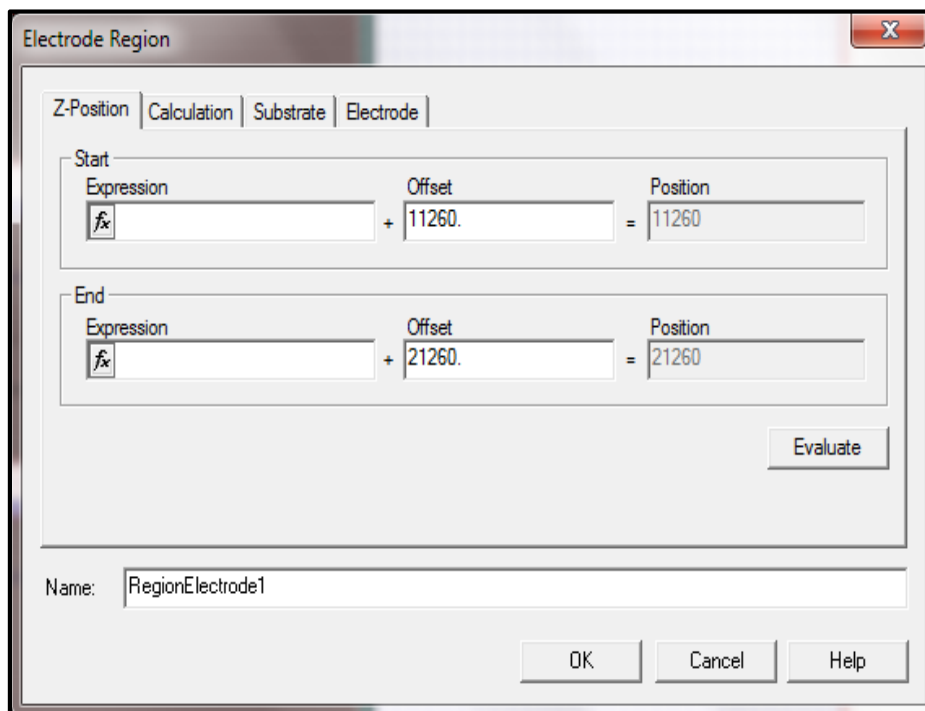 Electrode Region
X
Z-Position Calculation Substrate Electrode
Start
Expression Offset Position
fx + 11260. = 11260
End
Expression Offset Position
fx + 21260. = 21260
Evaluate
Name: RegionElectrode1
OK Cancel Help